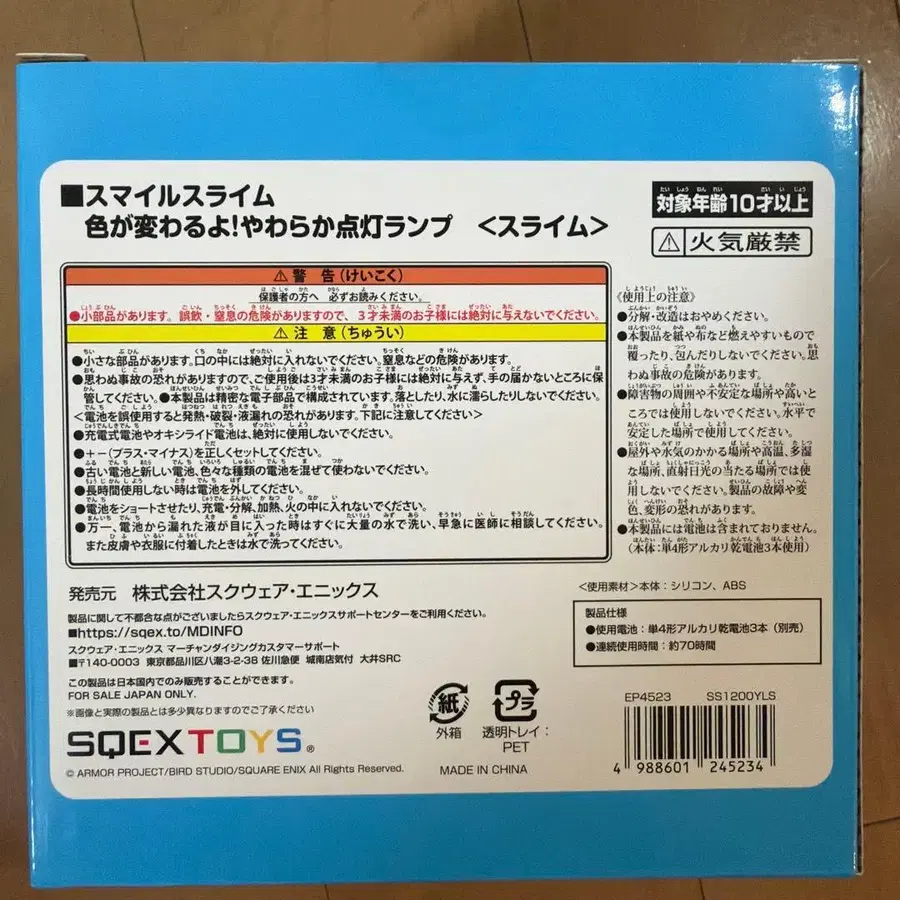 ■スマイルスライム
色が変わるよ!やわらか点灯ランプ <スライム>
対象年齢10才以上
⚠火気厳禁
⚠警 告(けいこく)
保護者の方へ 必ずお読みください。
●小部品があります。誤飲・窒息の危険がありますので、3才未満のお子様には絶対に与えないでください。
⚠注 意(ちゅうい)
●小さな部品があります。口の中には絶対に入れないでください。窒息などの危険があります。
●思わぬ事故の恐れがありますので、ご使用後は3才未満のお子様には絶対に与えず、手の届かないところに保
管してください。●本製品は精密な電子部品で構成されています。落としたり、水に濡らしたりしないでください。
<電池を誤使用すると発熱・破裂・液漏れの恐れがあります。下記に注意してください>
●充電式電池やオキシライド電池は、絶対に使用しないでください。
●+-(プラス・マイナス)を正しくセットしてください。
●古い電池と新しい電池、色々な種類の電池を混ぜて使わないでください。
●長時間使用しない時は電池を外してください。
●電池をショートさせたり、充電・分解、加熱、火の中に入れないでください。
●万一、電池から漏れた液が目に入った時はすぐに大量の水で洗い、早急に医師に相談してください。
また皮膚や衣服に付着したときは水で洗ってください。
《使用上の注意》
●分解・改造はおやめください。
●本製品を紙や布など燃えやすいもので
覆ったり、包んだりしないでください。思
わぬ事故の危険があります。
●障害物の周囲や不安定な場所や高いと
ころでは使用しないでください。水平で
安定した場所で使用してください。
●屋外や水気のかかる場所や高温、多湿
な場所、直射日光の当たる場所では使
用しないでください。製品の故障や変
色、変形の恐れがあります。
●本製品には電池は含まれておりません。
(本体:単4形アルカリ乾電池3本使用)
発売元 株式会社スクウェア・エニックス
製品に関して不都合な点がございましたらスクウェア・エニックスサポートセンターをご利用ください。
■https://sqex.to/MDINFO
スクウェア・エニックス マーチャンダイジングカスタマーサポート
■〒140-0003 東京都品川区八潮3-2-38 佐川急便 城南店気付 大井SRC
この製品は日本国内でのみ販売することができます。
FOR SALE JAPAN ONLY.
※画像と実際の製品とは多少異なりますのでご了承ください
SQEX TOYS®
© ARMOR PROJECT/BIRD STUDIO/SQUARE ENIX All Rights Reserved.
<使用素材>本体:シリコン、ABS
製品仕様
●使用電池:単4形アルカリ乾電池3本(別売)
●連続使用時間:約70時間
紙
外箱
プラ
透明トレイ:
PET
MADE IN CHINA
EP4523 SS1200YLS
4 988601 245234